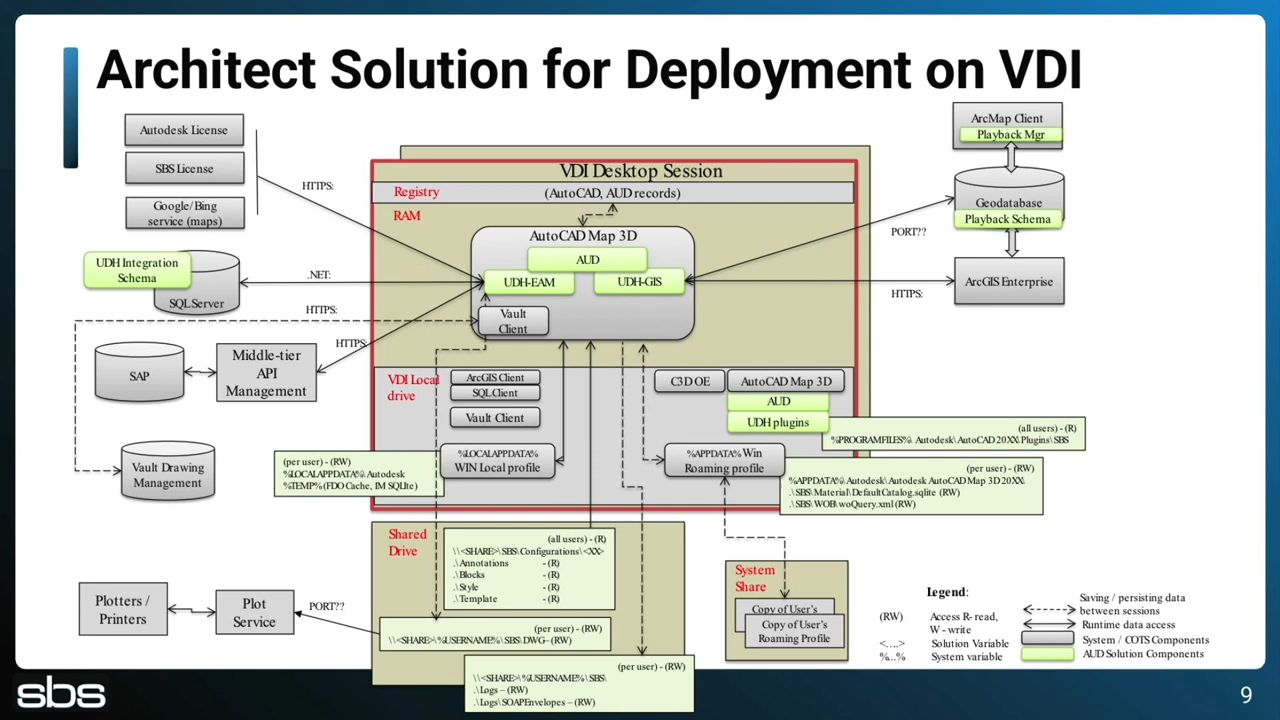 Architect Solution for Deployment on VDI
Autodesk License
SBS License
Google/Bing
service (maps)
HTTPS:
UDH Integration
Schema
SQL Server
.NET:
HTTPS:
HTTPS:
SAP
Middle-tier
API
Management
Vault Drawing
Management
VDI Desktop Session
Registry
(AutoCAD, AUD records)
RAM
AutoCAD Map 3D
AUD
UDH-EAM
UDH-GIS
Vault
Client
ArcMap Client
Playback Mgr
Geodatabase
Playback Schema
PORT??
ArcGIS Enterprise
HTTPS:
VDI Local
drive
ArcGIS Client
SQL Client
Vault Client
C3D OE
AutoCAD Map 3D
AUD
UDH plugins
(all users) - (R)
%PROGRAMFILES%\ Autodesk\AutoCAD 20XX\Plugins\SBS
%LOCALAPPDATA%
WIN Local profile
%APPDATA% Win
Roaming profile
(per user) - (RW)
%LOCALAPPDATA%\ Autodesk
%TEMP% (FDO Cache, IM SQLIte)
(per user) - (RW)
%APPDATA%\Autodesk\Autodesk AutoCAD Map 3D 20XX\
.\SBS\Material\DefaultCatalog.sqlite (RW)
.\SBS\WOB\woQuery.xml (RW)
Shared
Drive
(all users) - (R)
\\<SHARE>\SBS\Configurations\<XX>
.\Annotations - (R)
.\Blocks - (R)
.\Style - (R)
.\Template - (R)
(per user) - (RW)
\\<SHARE>\%USERNAME%\SBS\DWG– (RW)
(per user) - (RW)
\\<SHARE>\%USERNAME%\SBS\
.\Logs – (RW)
.\Logs\SOAPEnvelopes – (RW)
Plotters /
Printers
Plot
Service
PORT??
System
Share
Copy of User's
Copy of User's
Roaming Profile
Legend:
(RW) Access R- read,
W - write
<....> Solution Variable
%...% System variable
Saving / persisting data
between sessions
Runtime data access
System / COTS Components
AUD Solution Components
sbs
9